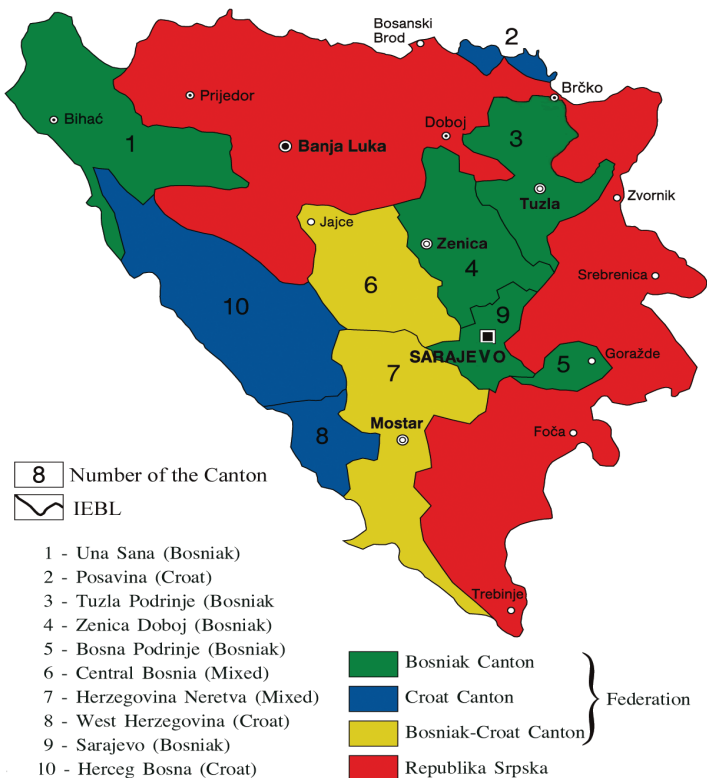 Bosanski
Brod
2
Prijedor
Brčko
Bihać
Doboj
1
3
Banja Luka
Tuzla
Zvornik
Jajce
Zenica
4
Srebrenica
6
10
9
SARAJEVO
5
Goražde
7
Mostar
8
Foča
Trebinje
8 Number of the Canton
IEBL
1 - Una Sana (Bosniak)
2 - Posavina (Croat)
3 - Tuzla Podrinje (Bosniak
4 - Zenica Doboj (Bosniak)
5 - Bosna Podrinje (Bosniak)
6 - Central Bosnia (Mixed)
7 - Herzegovina Neretva (Mixed)
8 - West Herzegovina (Croat)
9 - Sarajevo (Bosniak)
10 - Herceg Bosna (Croat)
Bosniak Canton
Croat Canton
Bosniak-Croat Canton
Federation
Republika Srpska